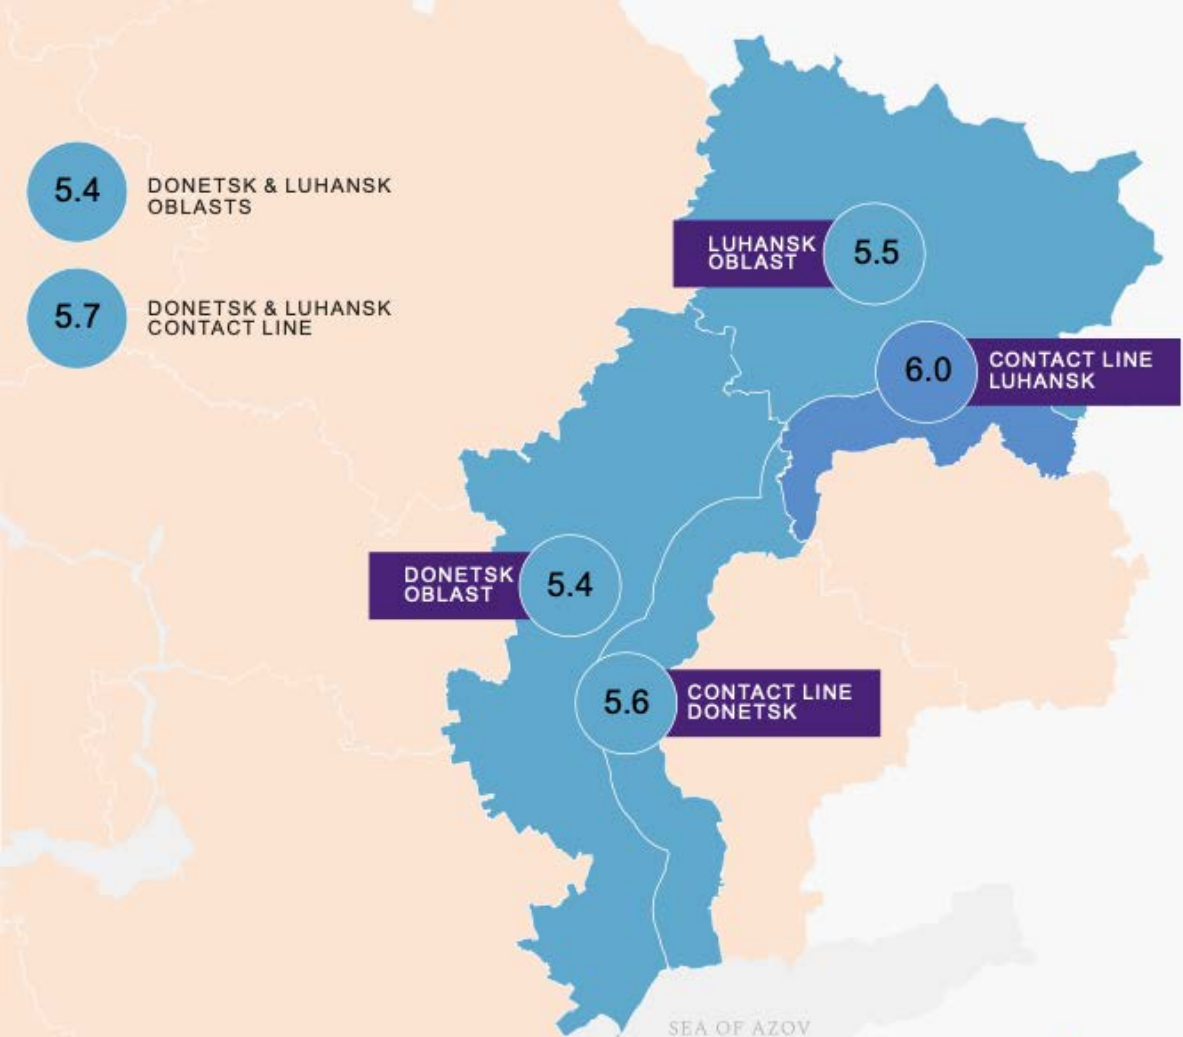 5.4
DONETSK & LUHANSK
OBLASTS
5.7
DONETSK & LUHANSK
CONTACT LINE
LUHANSK
OBLAST
5.5
6.0
CONTACT LINE
LUHANSK
DONETSK
OBLAST
5.4
5.6
CONTACT LINE
DONETSK
SEA OF AZOV